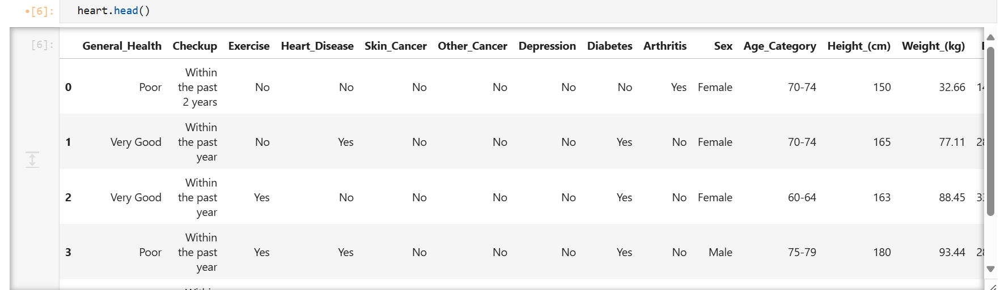 [6]: heart.head()
[6]:
General_Health Checkup Exercise Heart_Disease Skin_Cancer Other_Cancer Depression Diabetes Arthritis Sex Age_Category Height_(cm) Weight_(kg)
0 Poor Within the past 2 years No No No No No No Yes Female 70-74 150 32.66
1 Very Good Within the past year No Yes No No No Yes No Female 70-74 165 77.11
2 Very Good Within the past year Yes No No No No Yes No Female 60-64 163 88.45
3 Poor Within the past year Yes Yes No No No Yes No Male 75-79 180 93.44